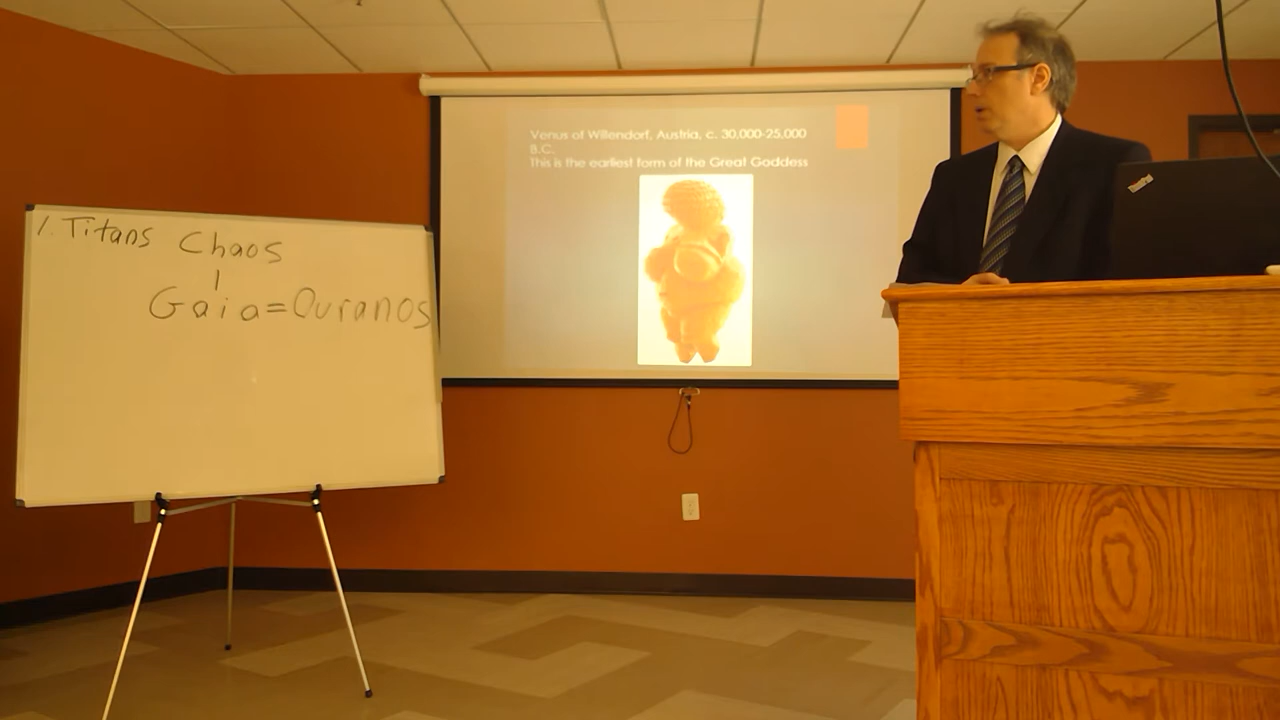 1. Titans Chaos
Gaia=Ouranos
Venus of Willendorf, Austria, c. 30,000-25,000
B.C.
This is the earliest form of the Great Goddess